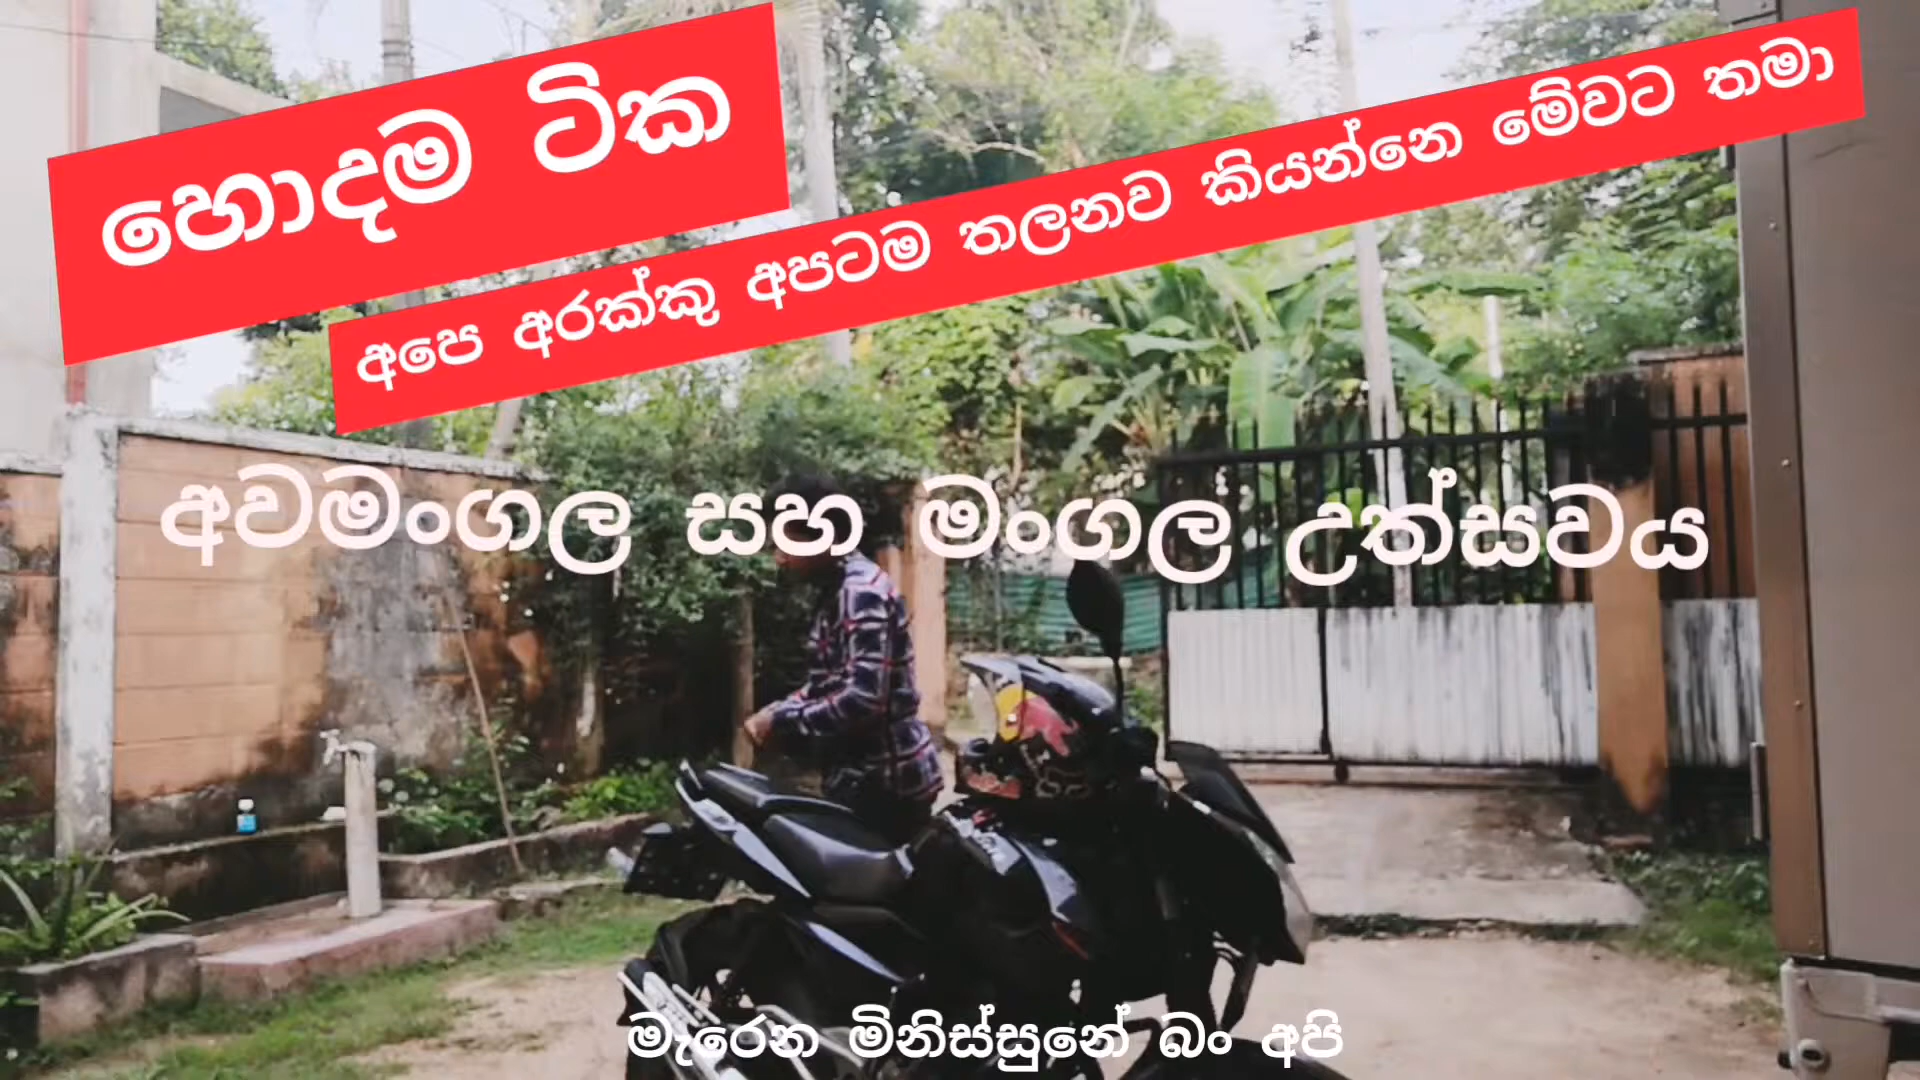 හොදම ටික
අපෙ අරක්කු අපටම තලනව කියන්නෙ මේවට තමා
අවමංගල සහ මංගල උත්සවය
මැරෙන මිනිස්සුනේ බං අපි